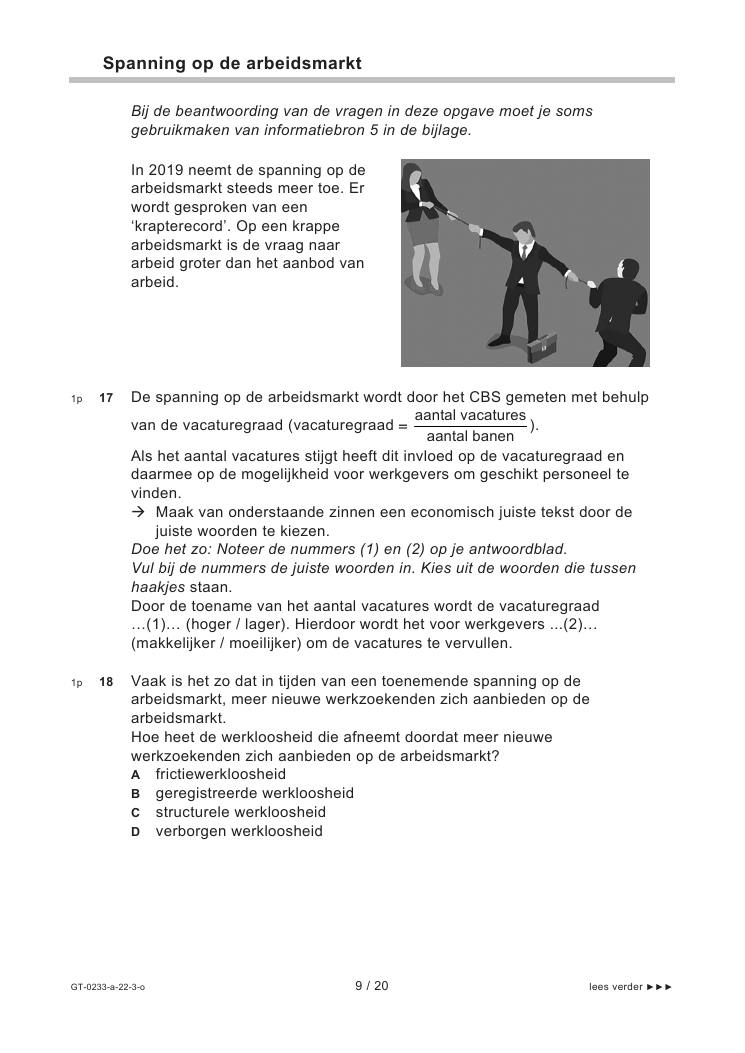 Spanning op de arbeidsmarkt
Bij de beantwoording van de vragen in deze opgave moet je soms
gebruikmaken van informatiebron 5 in de bijlage.
In 2019 neemt de spanning op de
arbeidsmarkt steeds meer toe. Er
wordt gesproken van een
‘krapterecord’. Op een krappe
arbeidsmarkt is de vraag naar
arbeid groter dan het aanbod van
arbeid.
1p 17 De spanning op de arbeidsmarkt wordt door het CBS gemeten met behulp
van de vacaturegraad (vacaturegraad = aantal vacatures / aantal banen ).
Als het aantal vacatures stijgt heeft dit invloed op de vacaturegraad en
daarmee op de mogelijkheid voor werkgevers om geschikt personeel te
vinden.
→ Maak van onderstaande zinnen een economisch juiste tekst door de
juiste woorden te kiezen.
Doe het zo: Noteer de nummers (1) en (2) op je antwoordblad.
Vul bij de nummers de juiste woorden in. Kies uit de woorden die tussen
haakjes staan.
Door de toename van het aantal vacatures wordt de vacaturegraad
…(1)… (hoger / lager). Hierdoor wordt het voor werkgevers ...(2)…
(makkelijker / moeilijker) om de vacatures te vervullen.
1p 18 Vaak is het zo dat in tijden van een toenemende spanning op de
arbeidsmarkt, meer nieuwe werkzoekenden zich aanbieden op de
arbeidsmarkt.
Hoe heet de werkloosheid die afneemt doordat meer nieuwe
werkzoekenden zich aanbieden op de arbeidsmarkt?
A frictiewerkloosheid
B geregistreerde werkloosheid
C structurele werkloosheid
D verborgen werkloosheid
GT-0233-a-22-3-o 9 / 20 lees verder ►►►